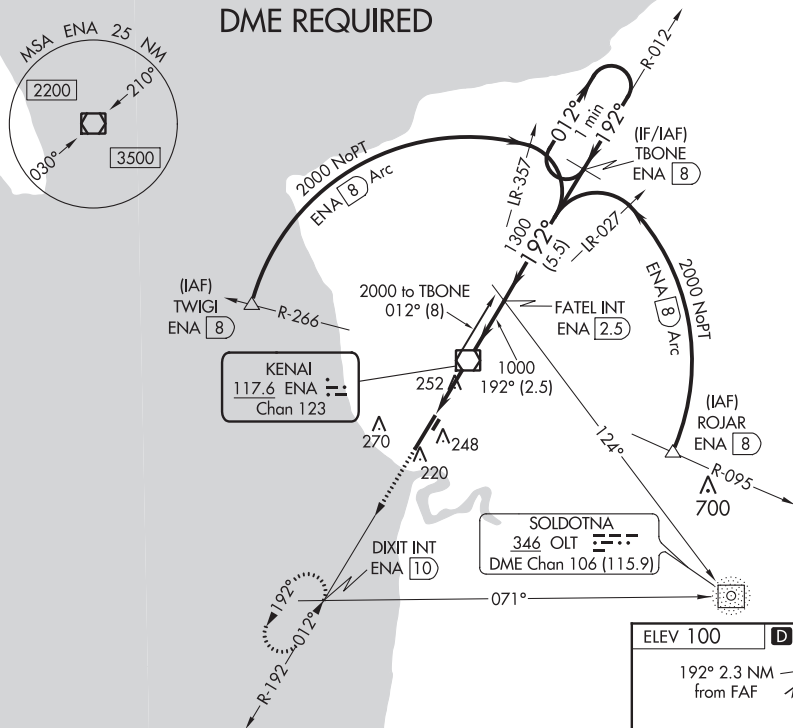 DME REQUIRED
MSA ENA 25 NM
2200
210°
030°
3500
R-012
012°
1 min
192°
(IF/IAF)
TBONE
ENA 8
2000 NoPT
ENA 8 Arc
LR-357
1300
192°
(5.5)
LR-027
2000 NoPT
ENA 8 Arc
(IAF)
TWIGI
ENA 8
R-266
2000 to TBONE
012° (8)
FATEL INT
ENA 2.5
KENAI
117.6 ENA
Chan 123
252
1000
192° (2.5)
270
248
220
124°
(IAF)
ROJAR
ENA 8
R-095
700
SOLDOTNA
346 OLT
DME Chan 106 (115.9)
DIXIT INT
ENA 10
192°
012°
071°
R-192
ELEV 100 D
192° 2.3 NM
from FAF